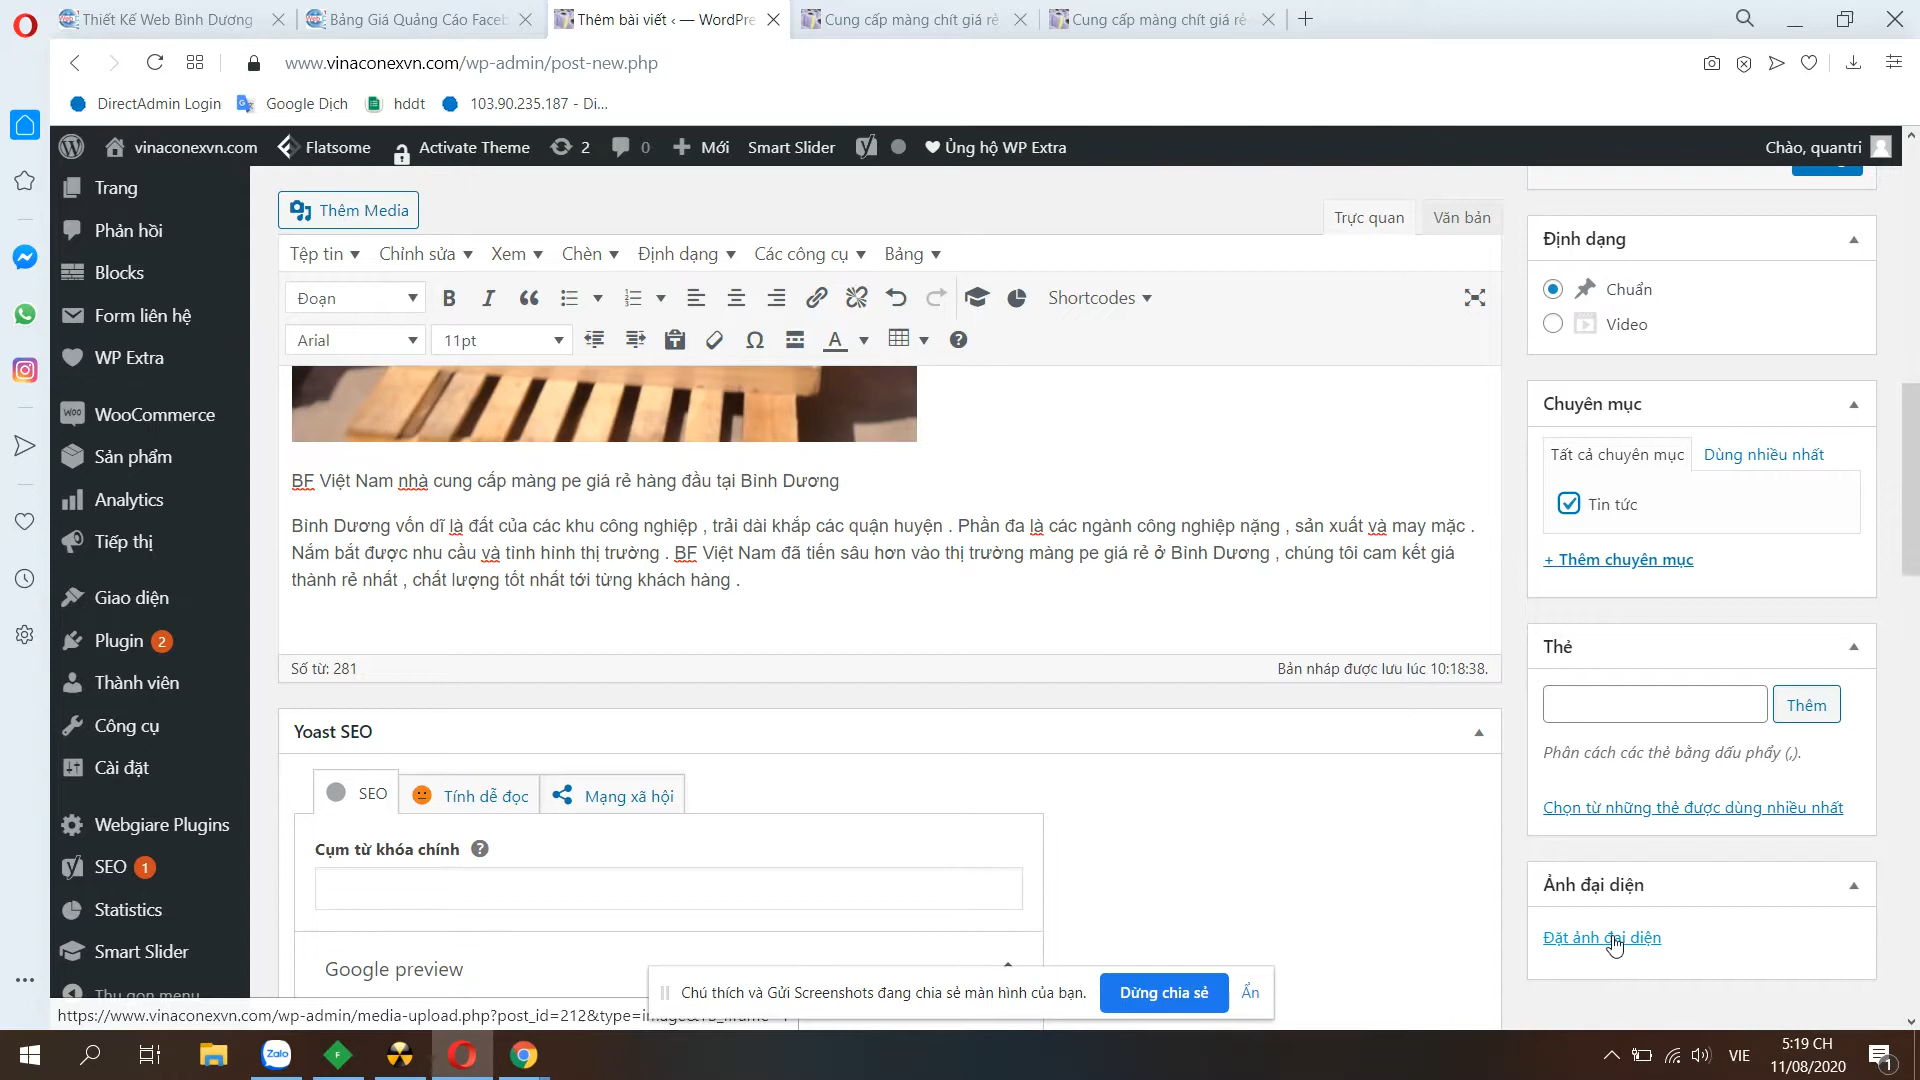 Thiết Kế Web Bình Dương
Bảng Giá Quảng Cáo Faceb
Thêm bài viết ‹ — WordPre
Cung cấp màng chít giá rẻ
Cung cấp màng chít giá rẻ
www.vinaconexvn.com/wp-admin/post-new.php
DirectAdmin Login
Google Dịch
hddt
103.90.235.187 - Di...
vinaconexvn.com
Flatsome
Activate Theme
2
0
Mới
Smart Slider
Ủng hộ WP Extra
Chào, quantri
Trang
Phản hồi
Blocks
Form liên hệ
WP Extra
WooCommerce
Sản phẩm
Analytics
Tiếp thị
Giao diện
Plugin 2
Thành viên
Công cụ
Cài đặt
Webgiare Plugins
SEO 1
Statistics
Smart Slider
Thu gọn menu
Thêm Media
Trực quan
Văn bản
Tệp tin
Chỉnh sửa
Xem
Chèn
Định dạng
Các công cụ
Bảng
Đoạn
Shortcodes
Arial
11pt
BF Việt Nam nhà cung cấp màng pe giá rẻ hàng đầu tại Bình Dương
Bình Dương vốn dĩ là đất của các khu công nghiệp , trải dài khắp các quận huyện . Phần đa là các ngành công nghiệp nặng , sản xuất và may mặc .
Nắm bắt được nhu cầu và tình hình thị trường . BF Việt Nam đã tiến sâu hơn vào thị trường màng pe giá rẻ ở Bình Dương , chúng tôi cam kết giá
thành rẻ nhất , chất lượng tốt nhất tới từng khách hàng .
Số từ: 281
Bản nháp được lưu lúc 10:18:38.
Yoast SEO
SEO
Tính dễ đọc
Mạng xã hội
Cụm từ khóa chính
Google preview
Định dạng
Chuẩn
Video
Chuyên mục
Tất cả chuyên mục
Dùng nhiều nhất
Tin tức
+ Thêm chuyên mục
Thẻ
Thêm
Phân cách các thẻ bằng dấu phẩy (,).
Chọn từ những thẻ được dùng nhiều nhất
Ảnh đại diện
Đặt ảnh đại diện
Chú thích và Gửi Screenshots đang chia sẻ màn hình của bạn.
Dừng chia sẻ
Ẩn
https://www.vinaconexvn.com/wp-admin/media-upload.php?post_id=212&type=
Zalo
VIE
5:19 CH
11/08/2020
1